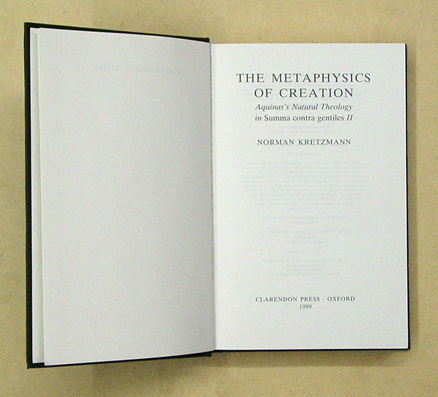 THE METAPHYSICS
OF CREATION
Aquinas's Natural Theology
in Summa contra gentiles II
NORMAN KRETZMANN
CLARENDON PRESS · OXFORD
1999